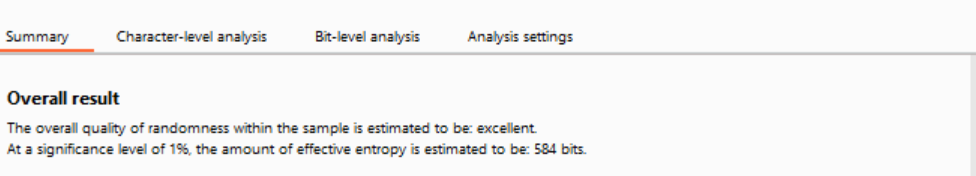 Summary Character-level analysis Bit-level analysis Analysis settings
Overall result
The overall quality of randomness within the sample is estimated to be: excellent.
At a significance level of 1%, the amount of effective entropy is estimated to be: 584 bits.